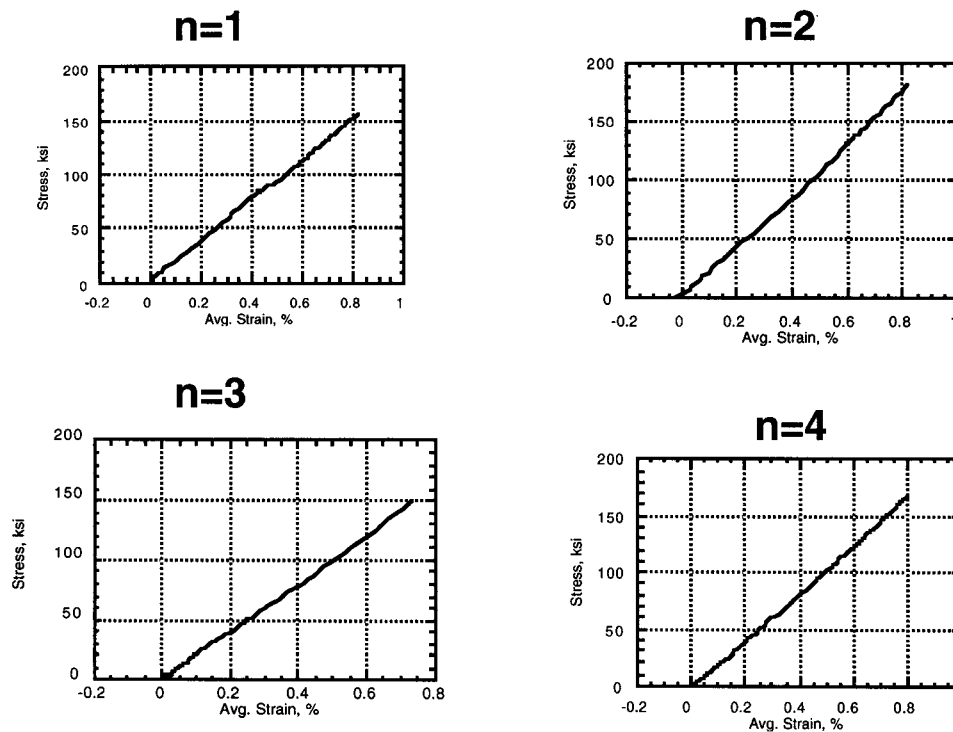 n=1
200
150
100
50
0
Stress, ksi
-0.2 0 0.2 0.4 0.6 0.8 1
Avg. Strain, %
n=2
200
150
100
50
0
Stress, ksi
-0.2 0 0.2 0.4 0.6 0.8 1
Avg. Strain, %
n=3
200
150
100
50
0
Stress, ksi
-0.2 0 0.2 0.4 0.6 0.8
Avg. Strain, %
n=4
200
150
100
50
0
Stress, ksi
-0.2 0 0.2 0.4 0.6 0.8
Avg. Strain, %